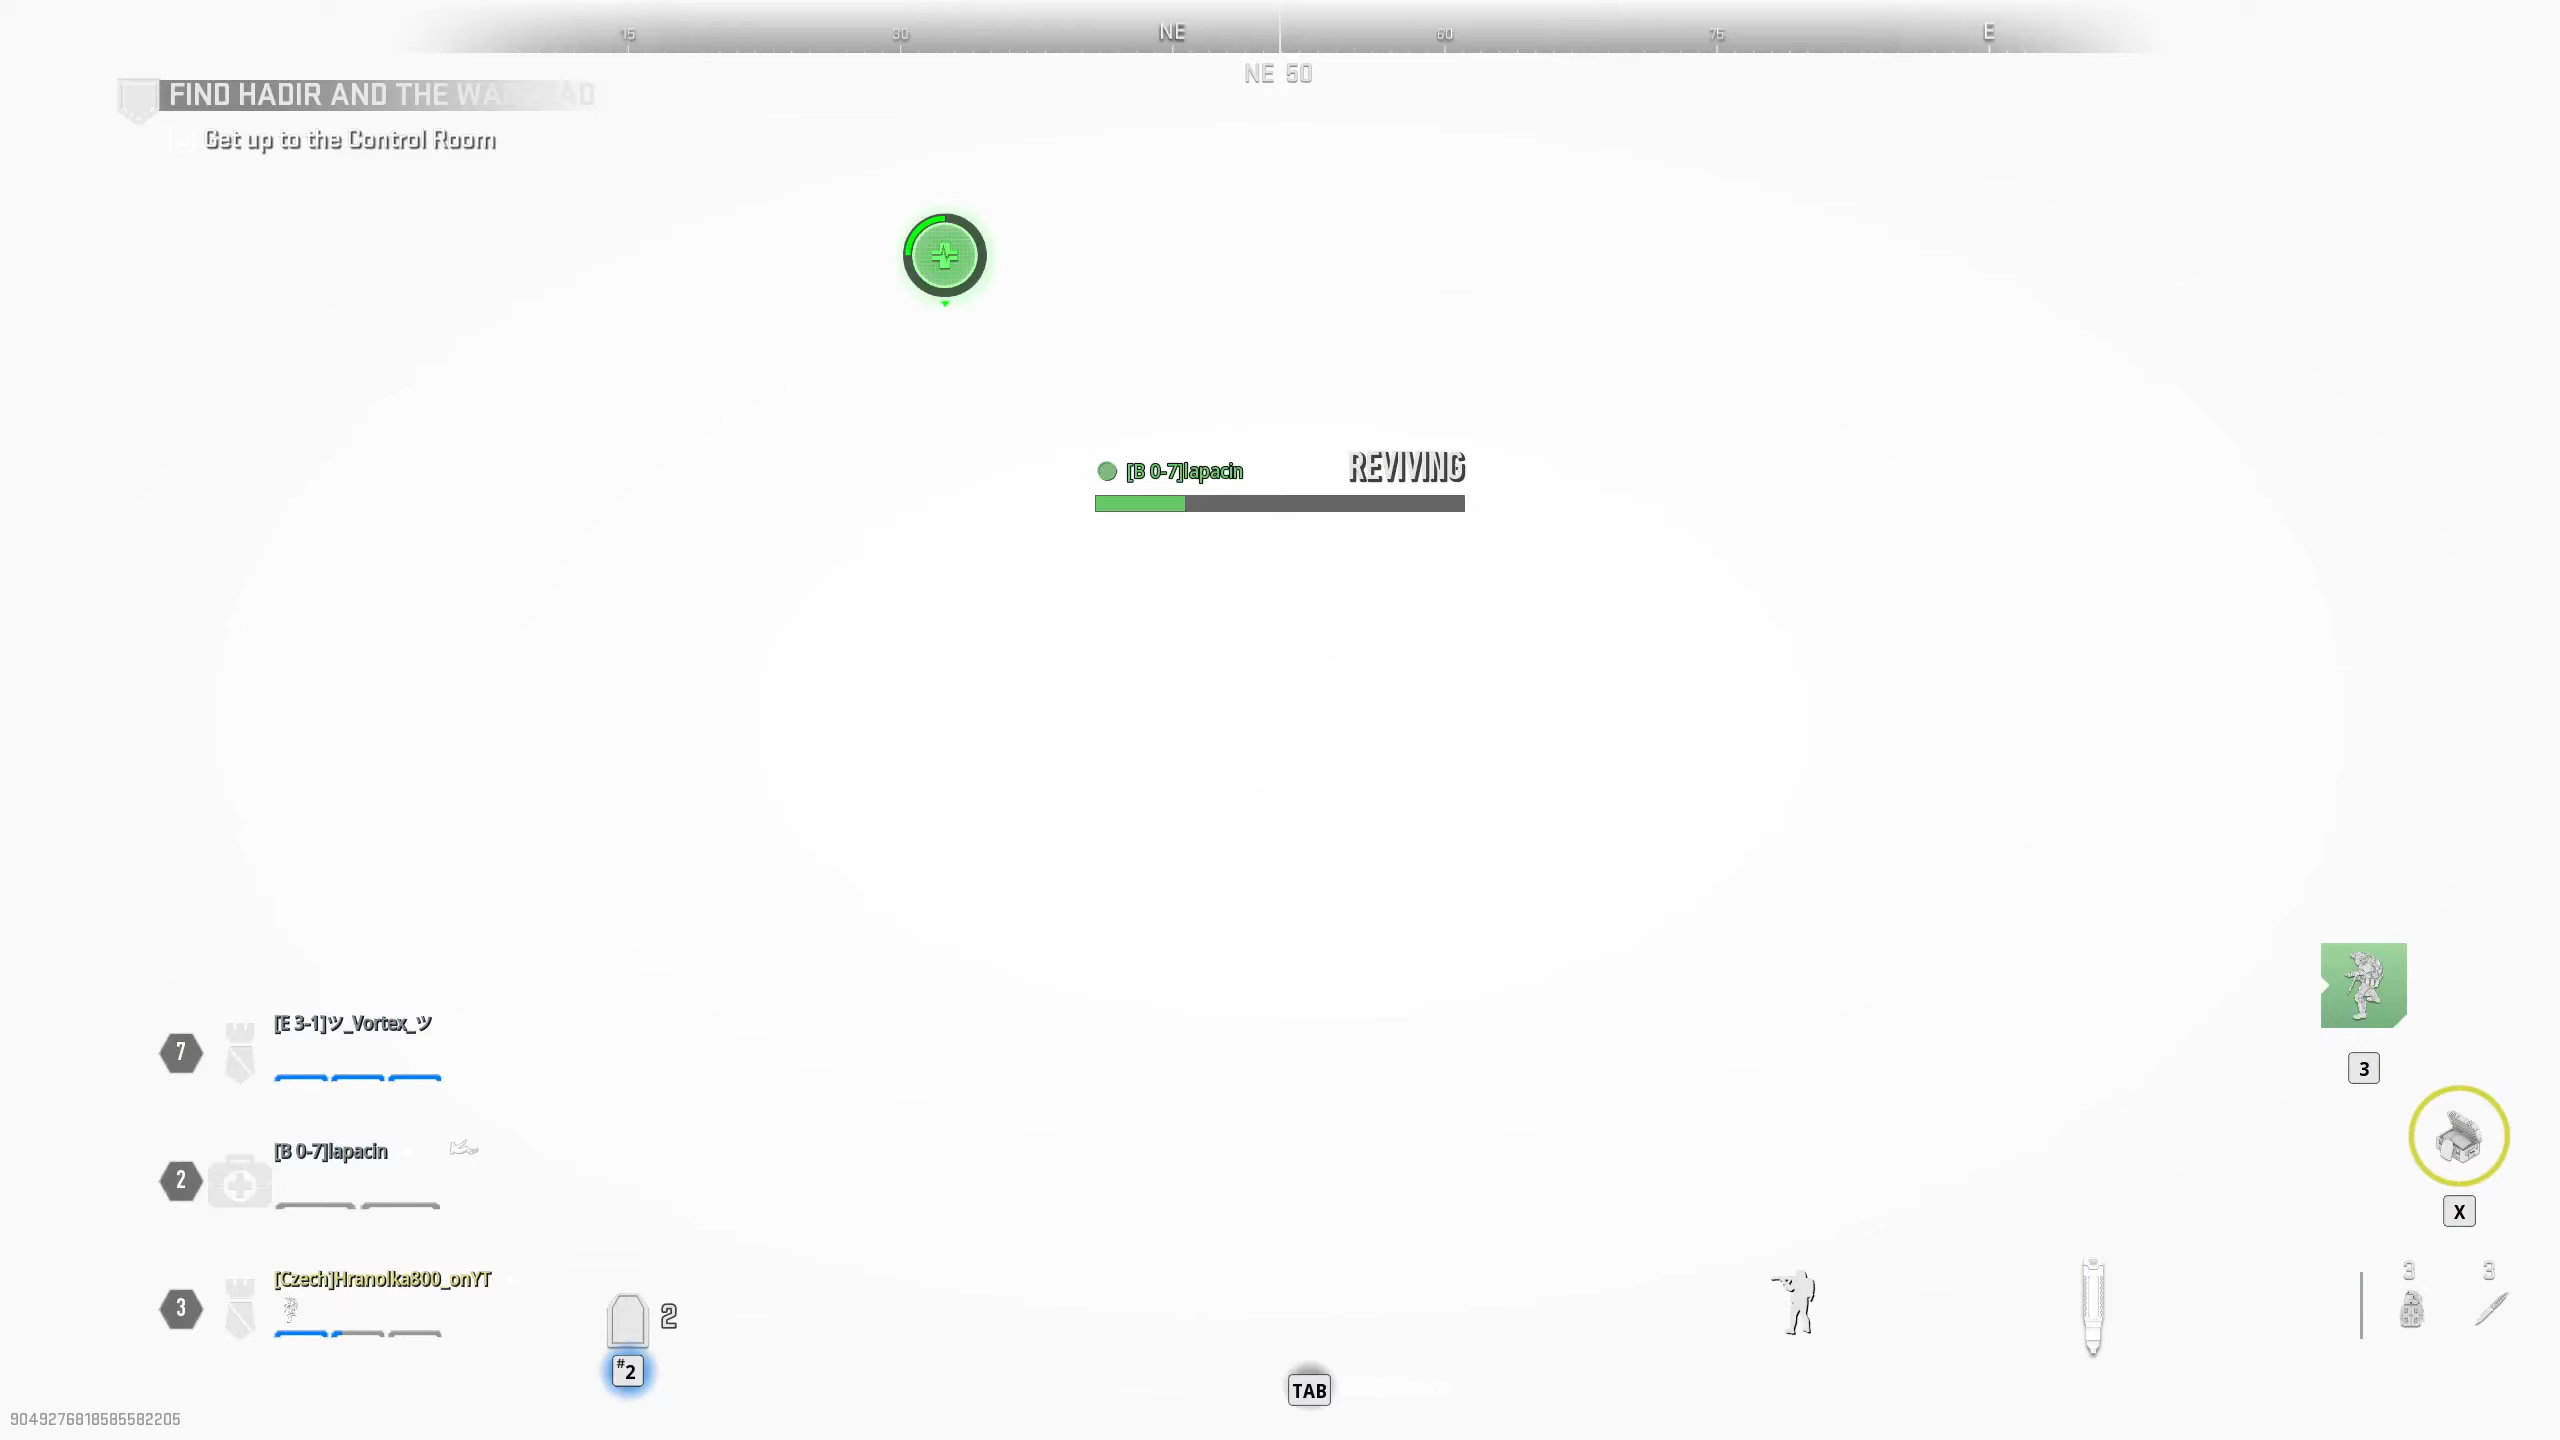 15 30 NE 60 75 E
NE 50
FIND HADIR AND THE
Get up to the Control Room
[B 0-7]lapacin REVIVING
[E 3-1]ツ_Vortex_ツ
7
3
[B 0-7]lapacin
2
X
[Czech]Hranolka800_onYT
3
2
3 3
#2
TAB
9049276818585582205